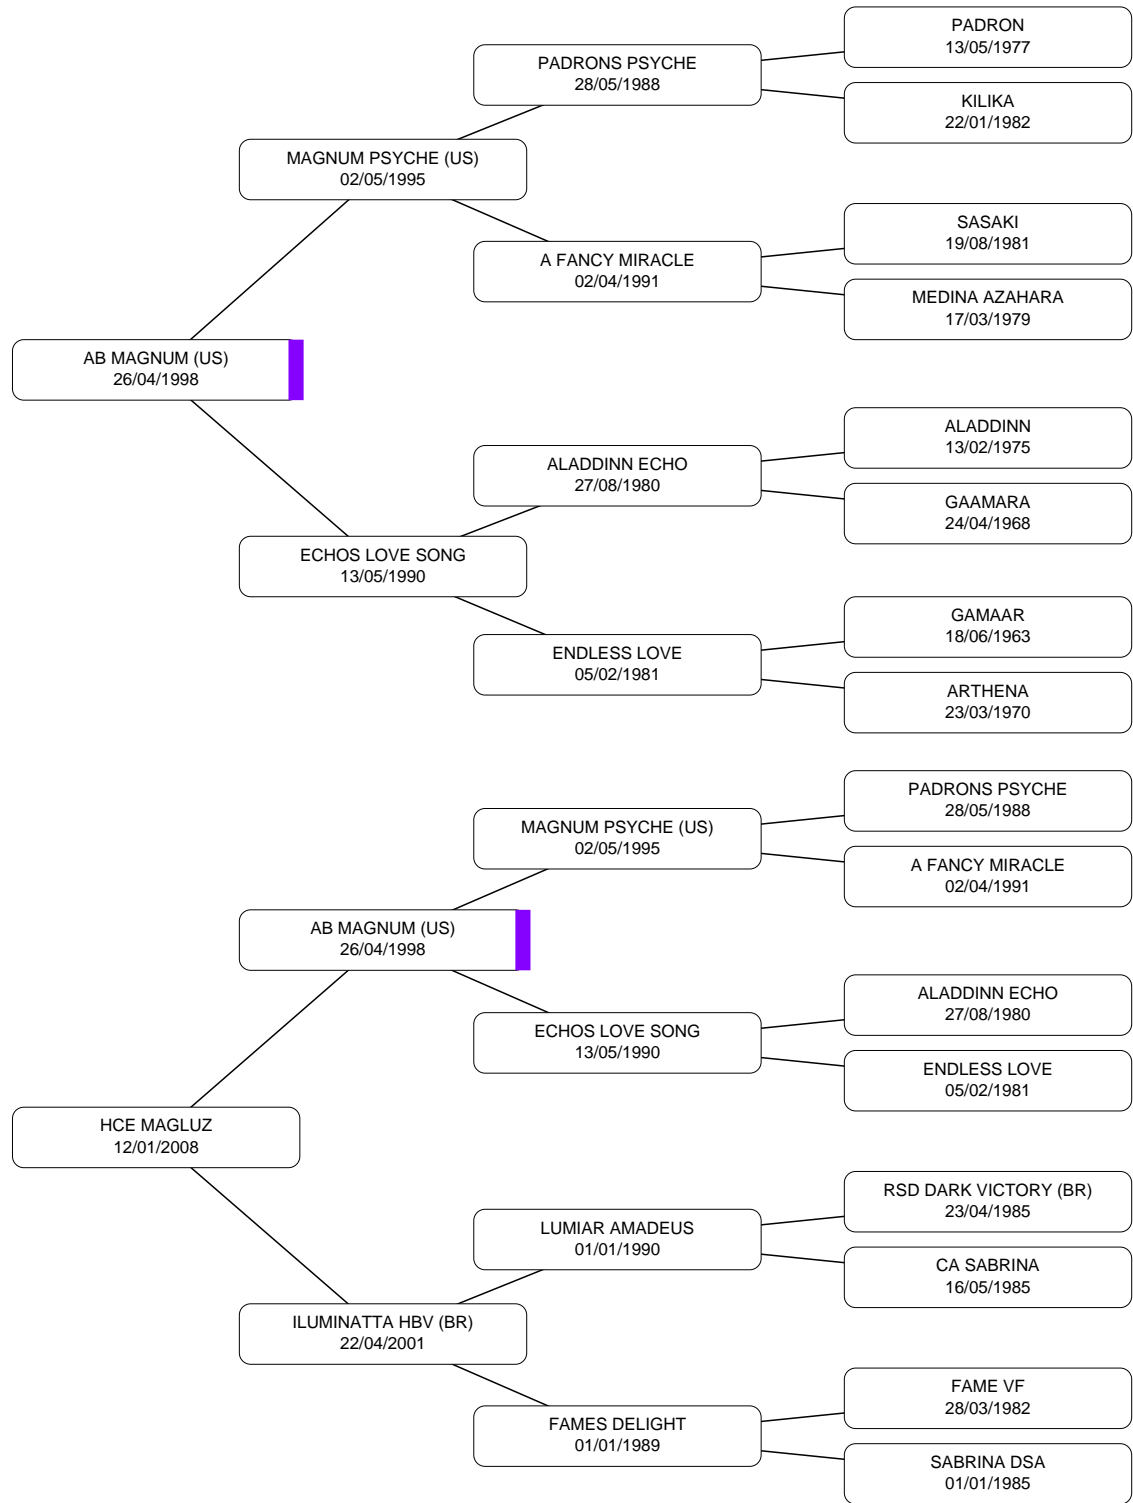 PADRON
13/05/1977
PADRONS PSYCHE
28/05/1988
KILIKA
22/01/1982
MAGNUM PSYCHE (US)
02/05/1995
SASAKI
19/08/1981
A FANCY MIRACLE
02/04/1991
MEDINA AZAHARA
17/03/1979
AB MAGNUM (US)
26/04/1998
ALADDINN
13/02/1975
ALADDINN ECHO
27/08/1980
GAAMARA
24/04/1968
ECHOS LOVE SONG
13/05/1990
GAMAAR
18/06/1963
ENDLESS LOVE
05/02/1981
ARTHENA
23/03/1970
PADRONS PSYCHE
28/05/1988
MAGNUM PSYCHE (US)
02/05/1995
A FANCY MIRACLE
02/04/1991
AB MAGNUM (US)
26/04/1998
ALADDINN ECHO
27/08/1980
ECHOS LOVE SONG
13/05/1990
ENDLESS LOVE
05/02/1981
HCE MAGLUZ
12/01/2008
RSD DARK VICTORY (BR)
23/04/1985
LUMIAR AMADEUS
01/01/1990
CA SABRINA
16/05/1985
ILUMINATTA HBV (BR)
22/04/2001
FAME VF
28/03/1982
FAMES DELIGHT
01/01/1989
SABRINA DSA
01/01/1985